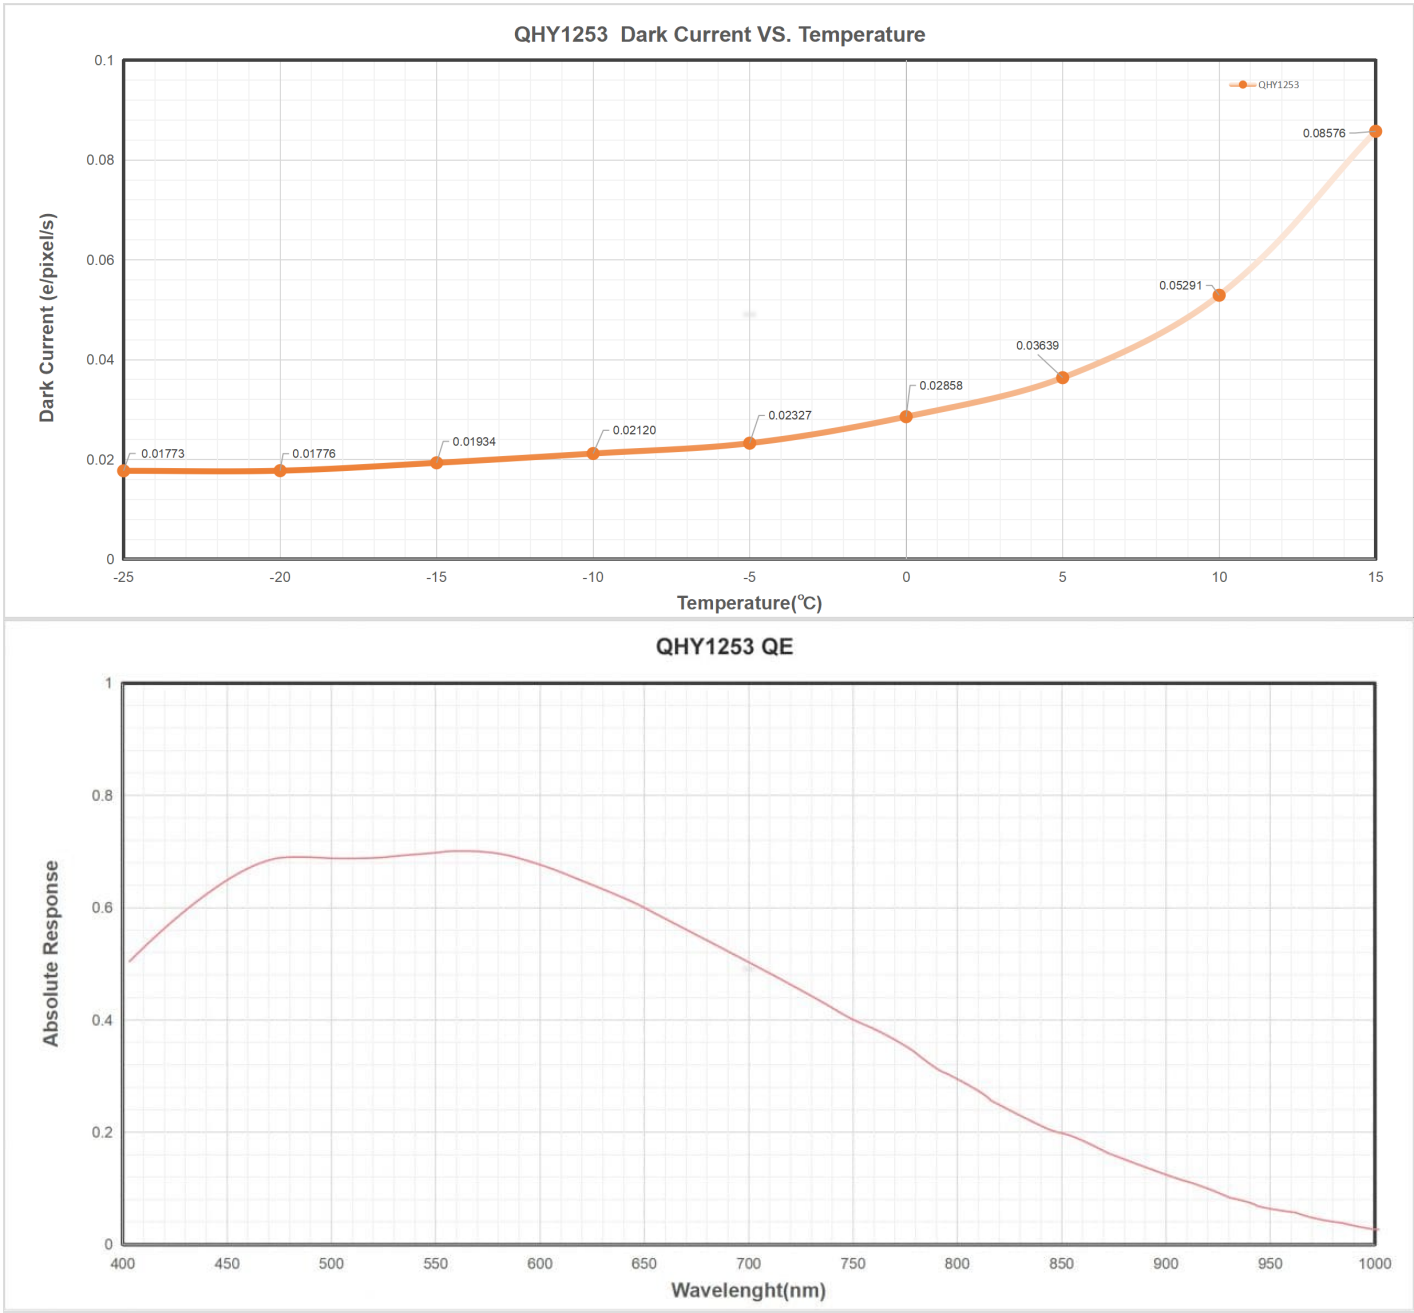 QHY1253 Dark Current VS. Temperature
0.1
QHY1253
0.08576
0.08
Dark Current (e/pixel/s)
0.06
0.05291
0.04
0.03639
0.02858
0.02327
0.02120
0.01934
0.01776
0.01773
0.02
0
-25 -20 -15 -10 -5 0 5 10 15
Temperature(℃)
QHY1253 QE
1
0.8
Absolute Response
0.6
0.4
0.2
0
400 450 500 550 600 650 700 750 800 850 900 950 1000
Wavelenght(nm)